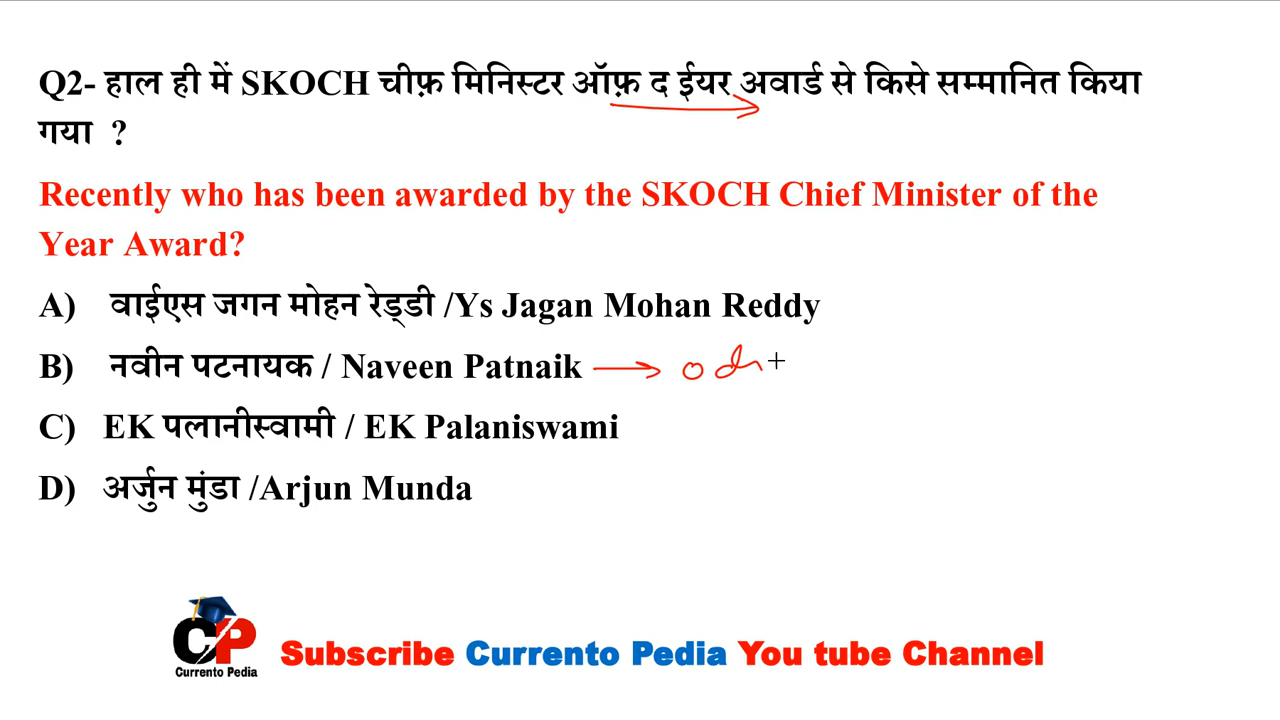 Q2- हाल ही में SKOCH चीफ़ मिनिस्टर ऑफ़ द ईयर अवार्ड से किसे सम्मानित किया
गया ?
Recently who has been awarded by the SKOCH Chief Minister of the
Year Award?
A) वाईएस जगन मोहन रेड्डी /Ys Jagan Mohan Reddy
B) नवीन पटनायक / Naveen Patnaik
C) EK पलानीस्वामी / EK Palaniswami
D) अर्जुन मुंडा /Arjun Munda
CP
Currento Pedia
Subscribe Currento Pedia You tube Channel